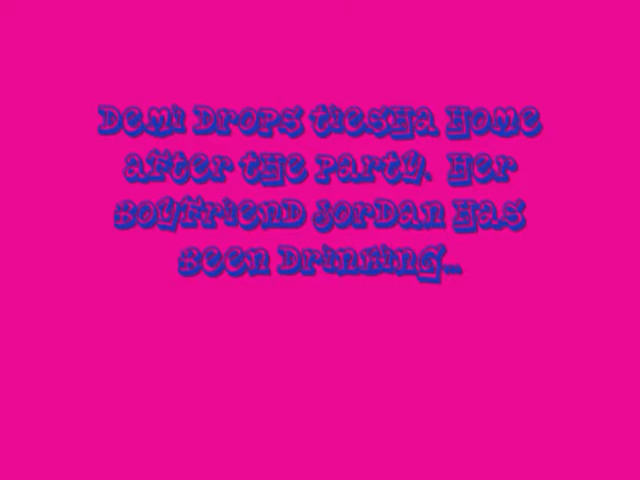 Demi Drops Tiesha Home
after the party. Her
Boyfriend Jordan has
Been Drinking...